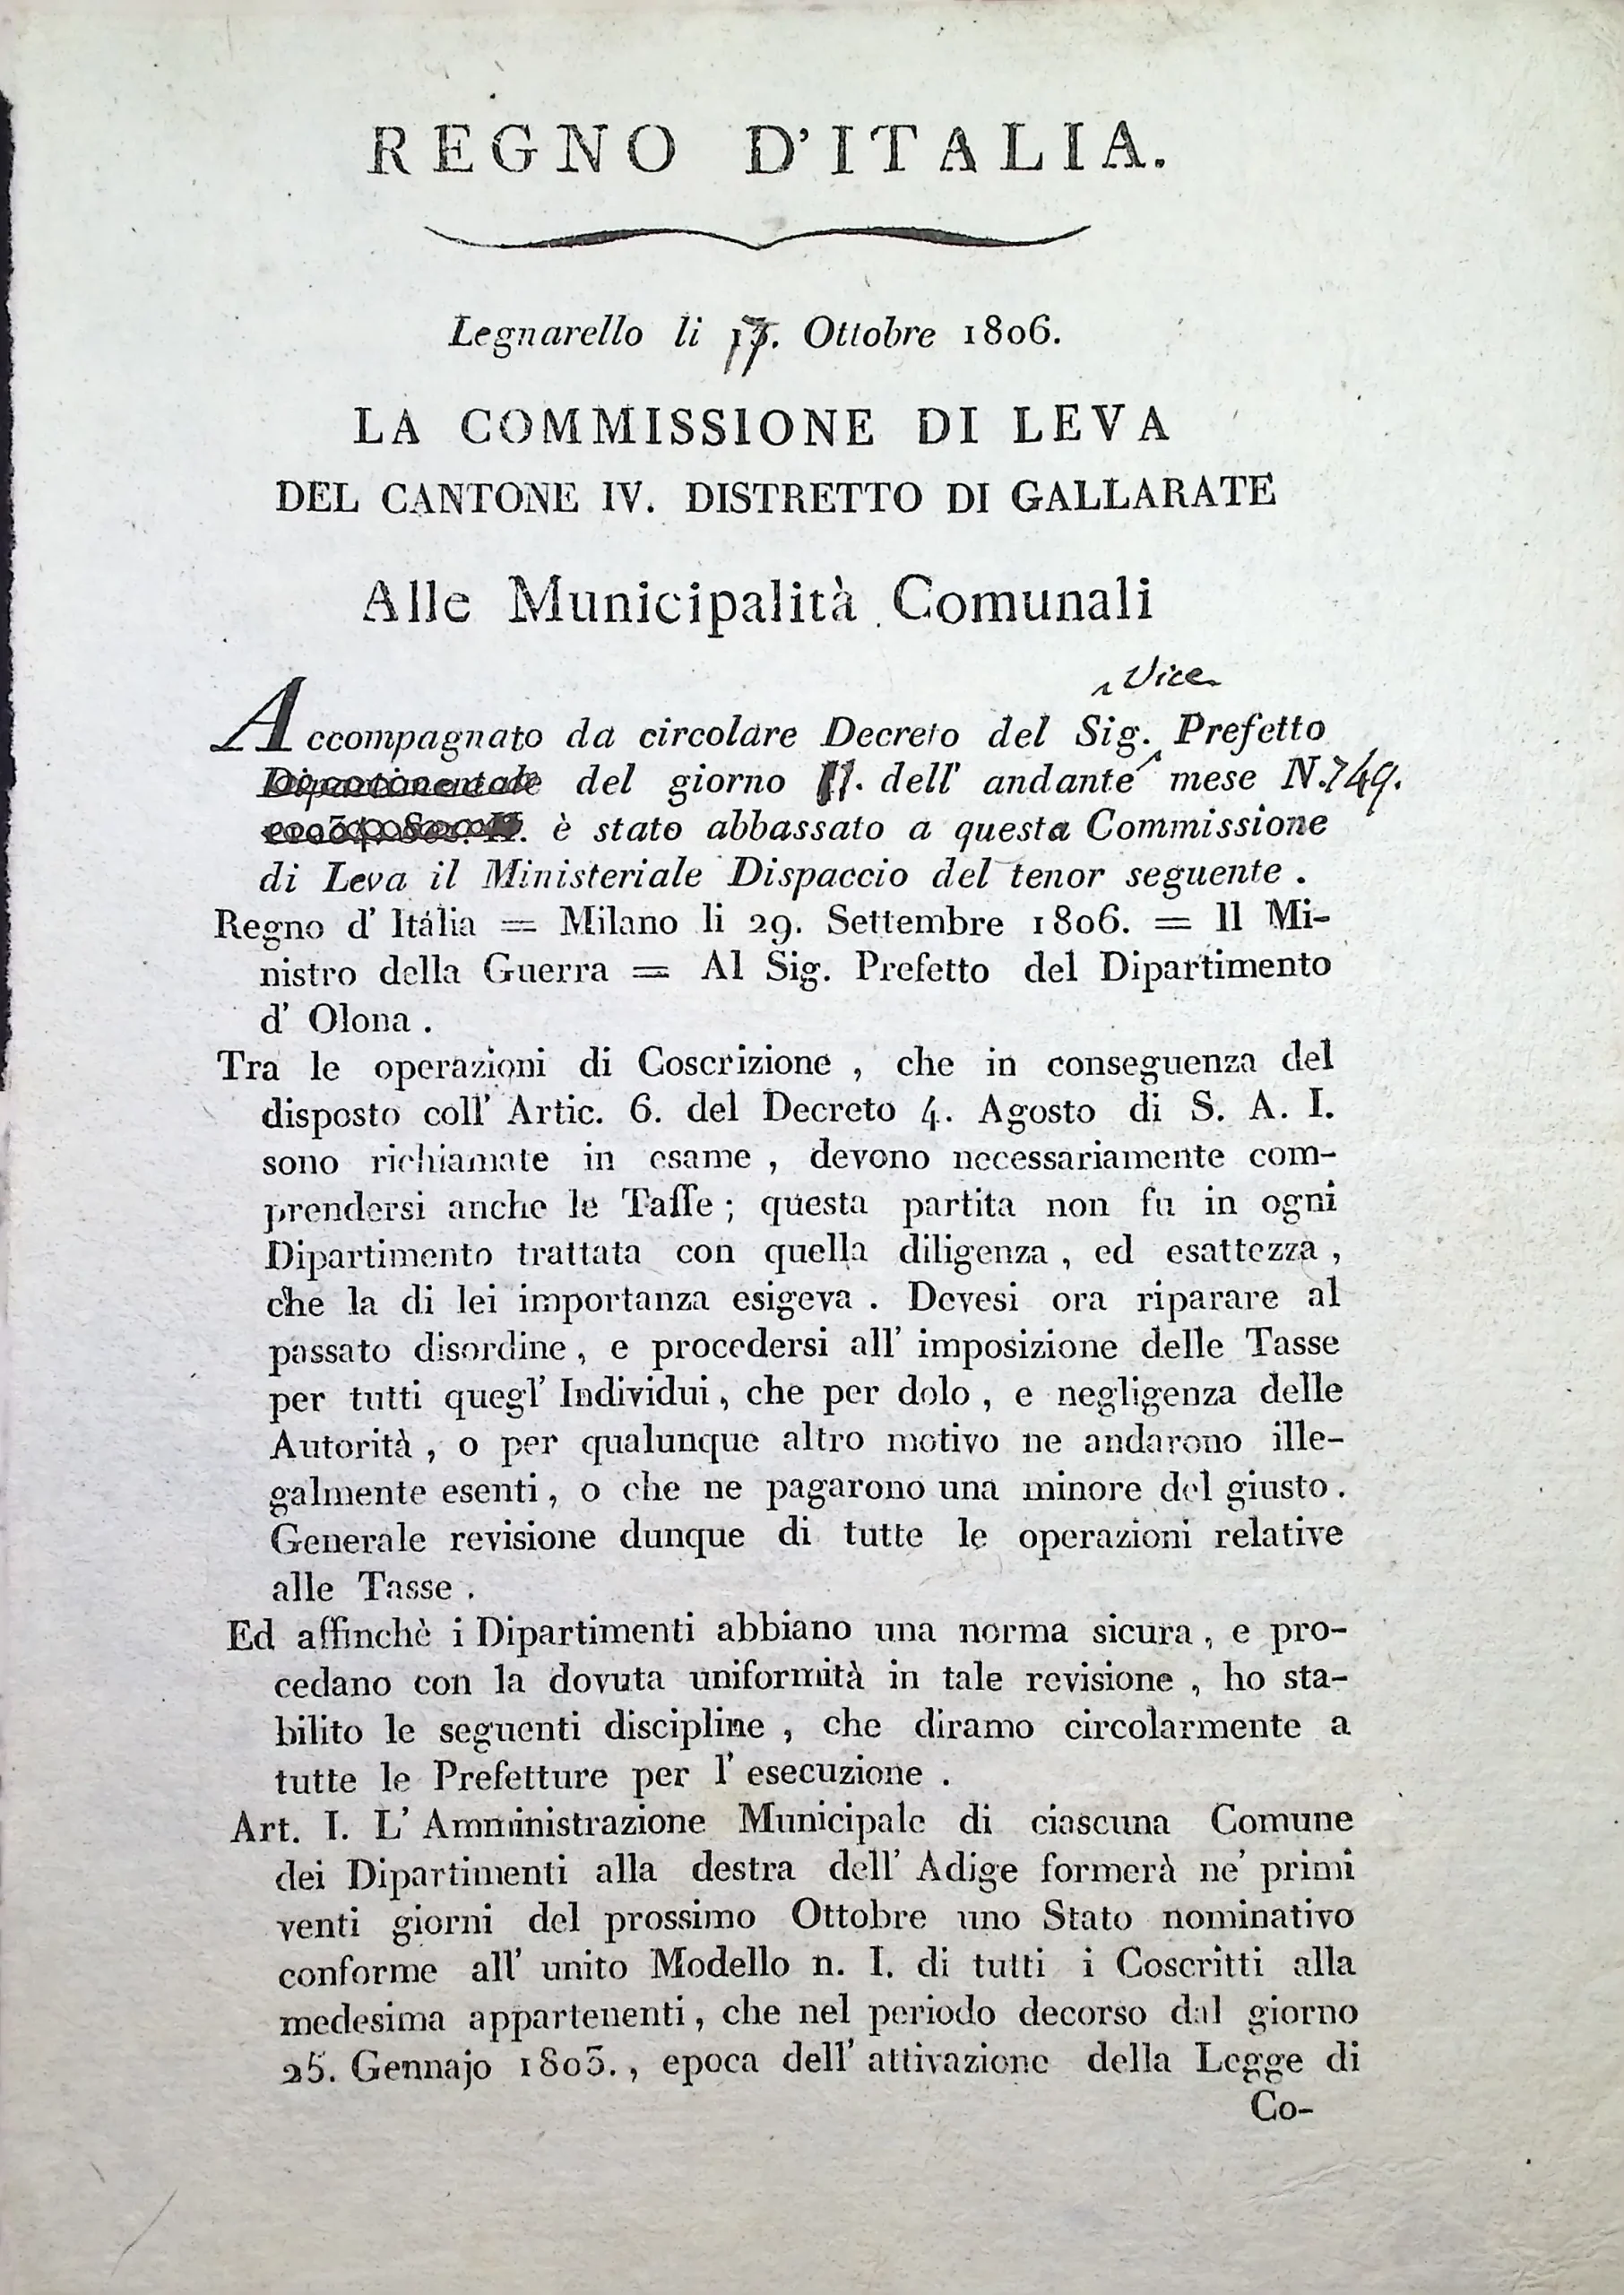 REGNO D'ITALIA.
Legnarello li 17. Ottobre 1806.
LA COMMISSIONE DI LEVA
DEL CANTONE IV. DISTRETTO DI GALLARATE
Alle Municipalità Comunali
Vice
Accompagnato da circolare Decreto del Sig. Prefetto
Dipartimentale del giorno 11. dell' andante mese N. 749.
è stato abbassato a questa Commissione
di Leva il Ministeriale Dispaccio del tenor seguente .
Regno d' Italia = Milano li 29. Settembre 1806. = Il Mi-
nistro della Guerra = Al Sig. Prefetto del Dipartimento
d' Olona .
Tra le operazioni di Coscrizione , che in conseguenza del
disposto coll' Artic. 6. del Decreto 4. Agosto di S. A. I.
sono richiamate in esame , devono necessariamente com-
prendersi anche le Tasse ; questa partita non fu in ogni
Dipartimento trattata con quella diligenza , ed esattezza ,
che la di lei importanza esigeva . Devesi ora riparare al
passato disordine , e procedersi all' imposizione delle Tasse
per tutti quegl' Individui , che per dolo , e negligenza delle
Autorità , o per qualunque altro motivo ne andarono ille-
galmente esenti , o che ne pagarono una minore del giusto .
Generale revisione dunque di tutte le operazioni relative
alle Tasse .
Ed affinchè i Dipartimenti abbiano una norma sicura , e pro-
cedano con la dovuta uniformità in tale revisione , ho sta-
bilito le seguenti discipline , che diramo circolarmente a
tutte le Prefetture per l' esecuzione .
Art. I. L' Amministrazione Municipale di ciascuna Comune
dei Dipartimenti alla destra dell' Adige formerà ne' primi
venti giorni del prossimo Ottobre uno Stato nominativo
conforme all' unito Modello n. I. di tutti i Coscritti alla
medesima appartenenti , che nel periodo decorso dal giorno
25. Gennajo 1803. , epoca dell' attivazione della Legge di
Co-